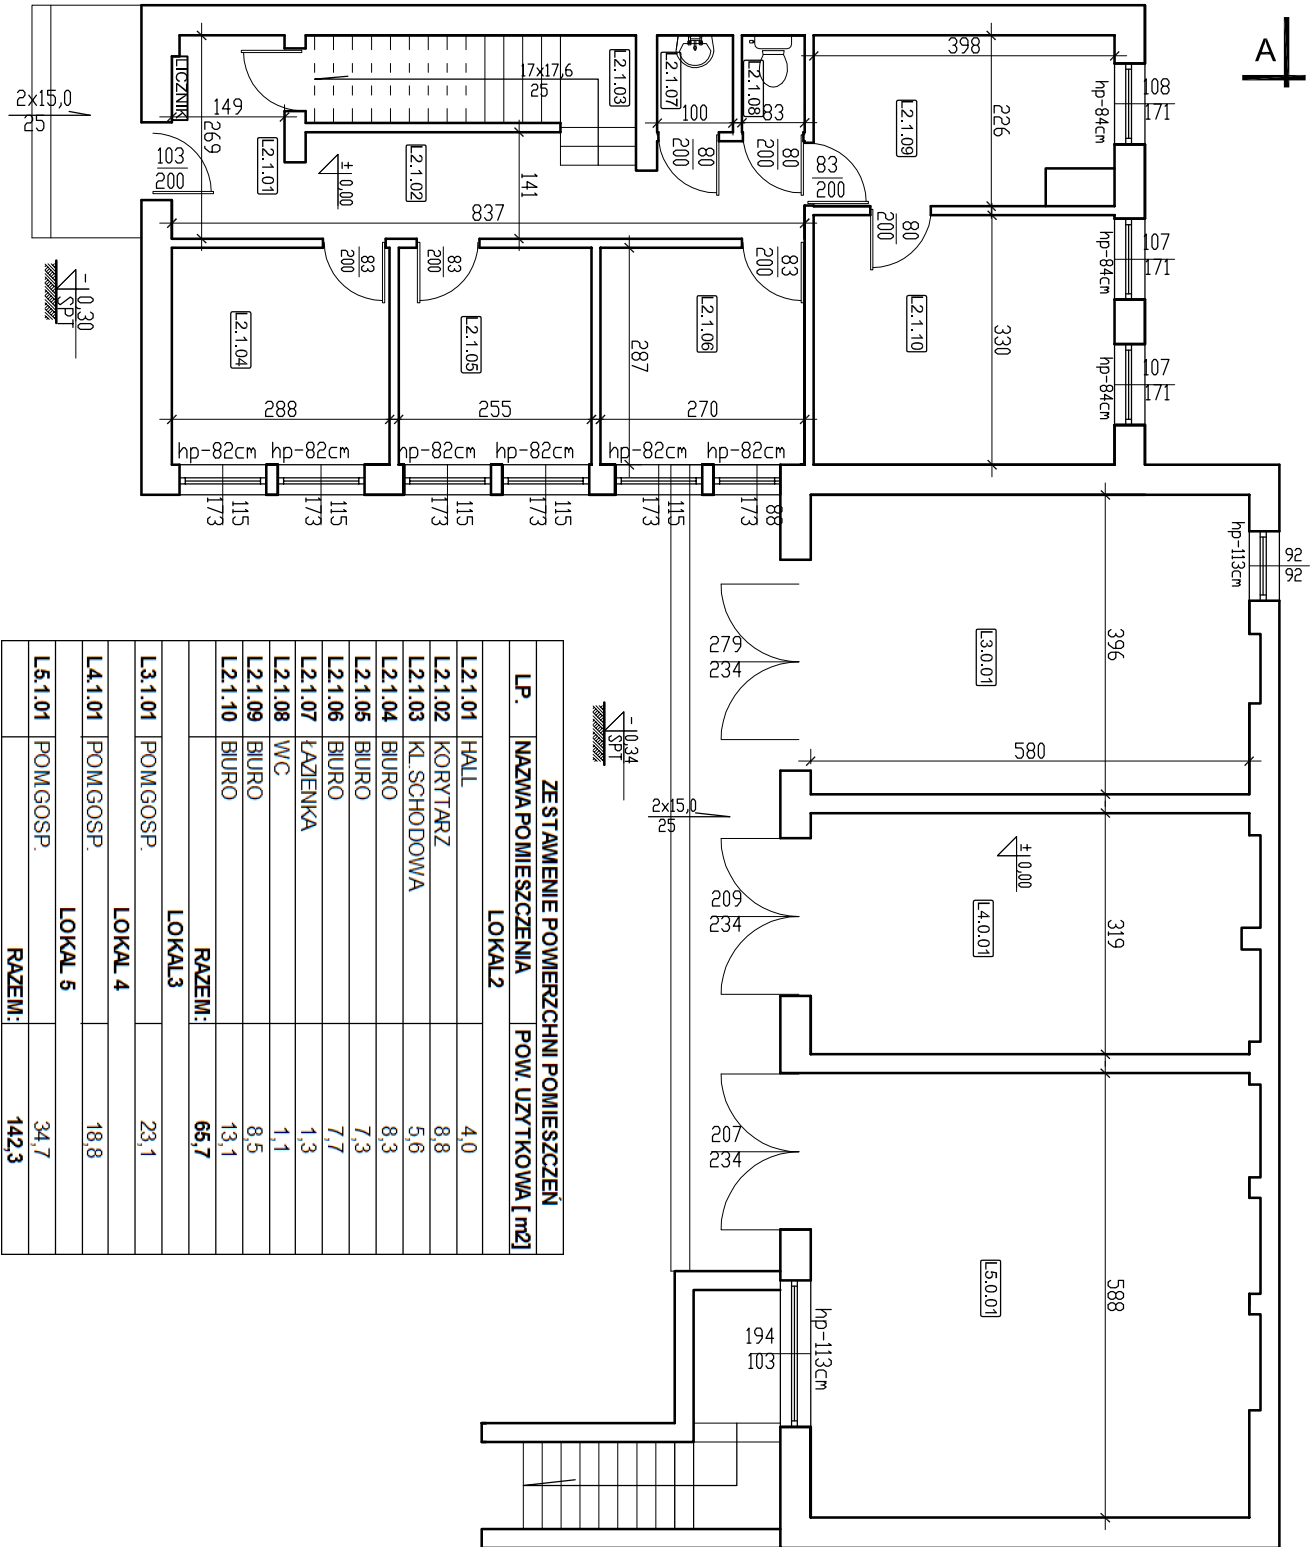 A
398
108
171
hp-84cm
226
L2.1.09
17x17,6
25
L2.1.03
L2.1.07
L2.1.08
100
83
LICZNIK
149
269
2x15,0
25
103
200
L2.1.01
±0,00
L2.1.02
141
837
80
200
80
200
83
200
80
200
107
171
hp-84cm
107
171
hp-84cm
L2.1.10
330
83
200
83
200
83
200
-0,30
SPT
L2.1.04
L2.1.05
L2.1.06
287
288
255
270
hp-82cm
hp-82cm
hp-82cm
hp-82cm
hp-82cm
hp-82cm
115
173
115
173
115
173
115
173
115
173
88
173
hp-113cm
92
92
L3.0.01
396
279
234
580
-0,34
SPT
2x15,0
25
±0,00
209
234
L4.0.01
319
207
234
L5.0.01
588
hp-113cm
194
103
ZESTAWIENIE POWIERZCHNI POMIESZCZEŃ
LP. NAZWA POMIESZCZENIA POW. UZYTKOWA [m2]
LOKAL2
L2.1.01 HALL 4,0
L2.1.02 KORYTARZ 8,8
L2.1.03 KL.SCHODOWA 5,6
L2.1.04 BIURO 8,3
L2.1.05 BIURO 7,3
L2.1.06 BIURO 7,7
L2.1.07 ŁAZIENKA 1,3
L2.1.08 WC 1,1
L2.1.09 BIURO 8,5
L2.1.10 BIURO 13,1
RAZEM: 65,7
LOKAL3
L3.1.01 POM.GOSP. 23,1
LOKAL 4
L4.1.01 POM.GOSP. 18,8
LOKAL 5
L5.1.01 POM.GOSP. 34,7
RAZEM: 142,3